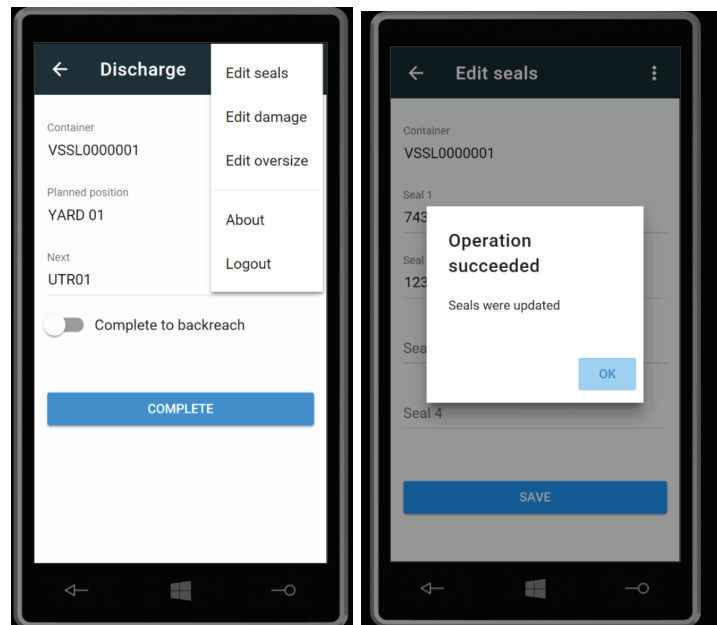 Discharge
Edit seals
Edit damage
Edit oversize
About
Logout
Container
VSSL0000001
Planned position
YARD 01
Next
UTR01
Complete to backreach
COMPLETE
Edit seals
Container
VSSL0000001
Seal 1
743
Seal
123
Sea
Seal 4
Operation
succeeded
Seals were updated
OK
SAVE